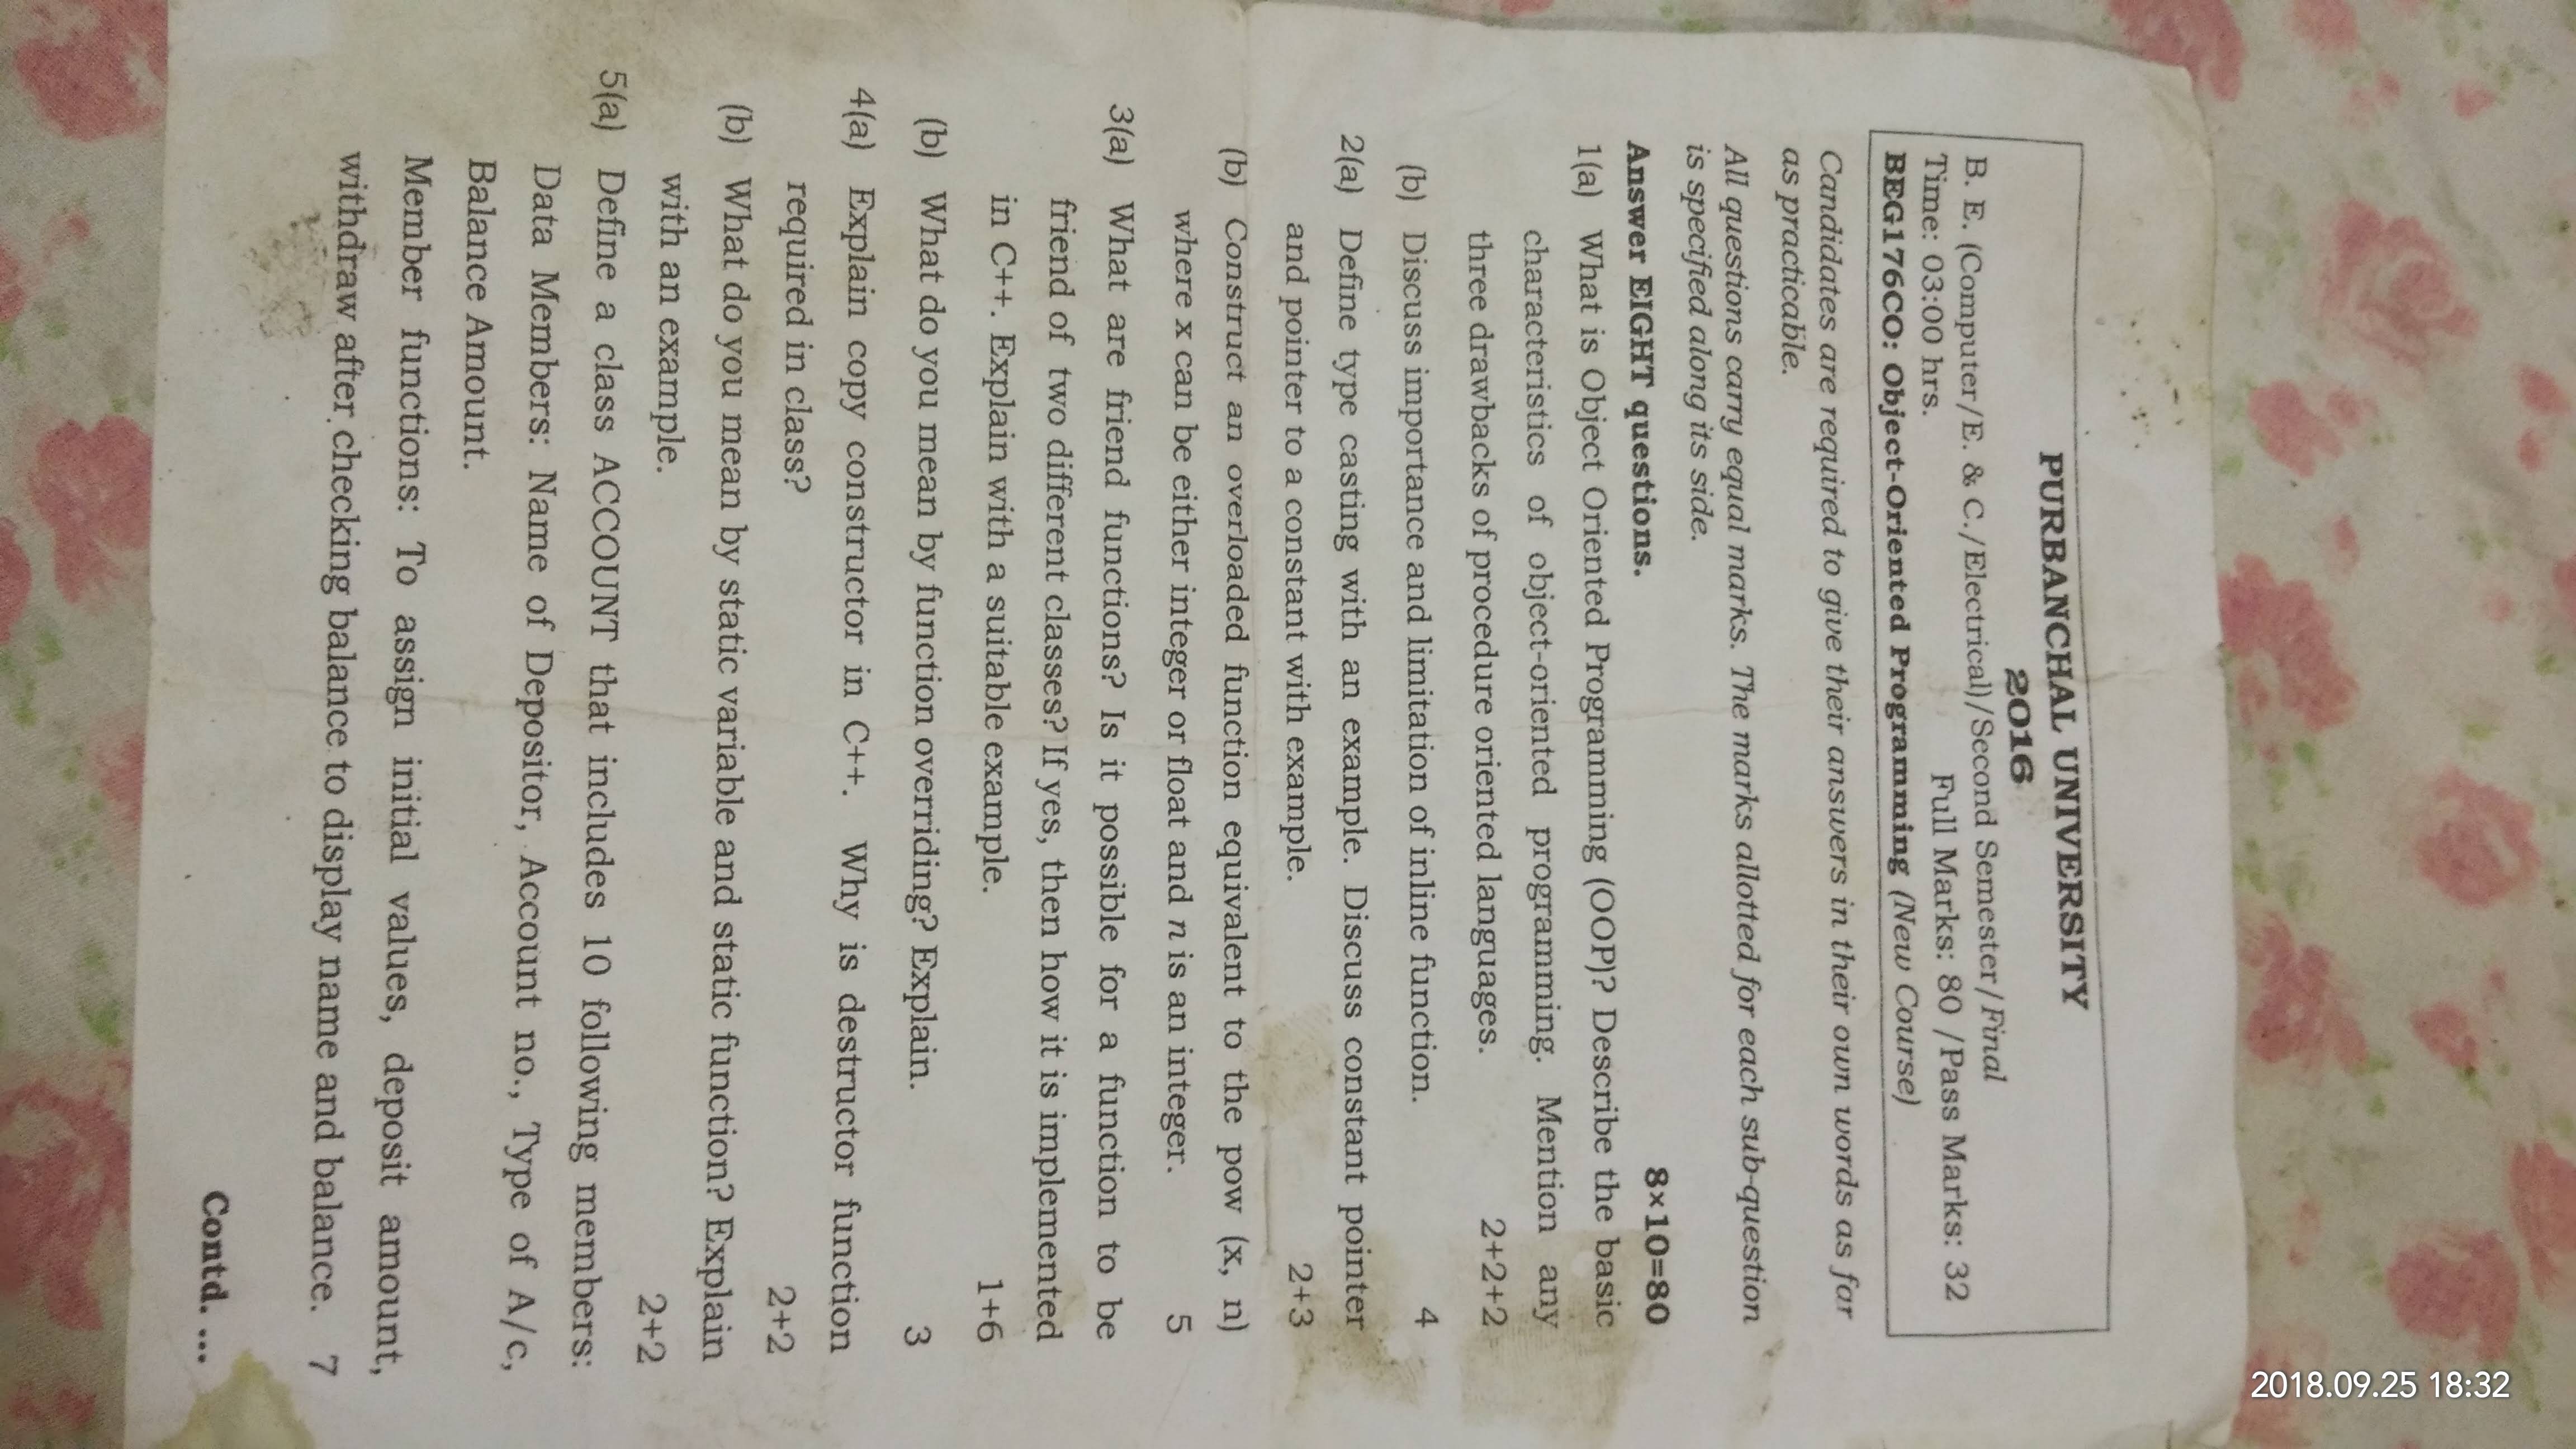 2018.09.25 18:32
PURBANCHAL UNIVERSITY
2016
B. E. (Computer/E. & C./Electrical)/Second Semester/Final
Time: 03:00 hrs. Full Marks: 80 /Pass Marks: 32
BEG176CO: Object-Oriented Programming (New Course)
Candidates are required to give their answers in their own words as far
as practicable.
All questions carry equal marks. The marks allotted for each sub-question
is specified along its side.
Answer EIGHT questions. 8×10=80
1(a) What is Object Oriented Programming (OOP)? Describe the basic
characteristics of object-oriented programming. Mention any
three drawbacks of procedure oriented languages. 2+2+2
(b) Discuss importance and limitation of inline function. 4
2(a) Define type casting with an example. Discuss constant pointer
and pointer to a constant with example. 2+3
(b) Construct an overloaded function equivalent to the pow (x, n)
where x can be either integer or float and n is an integer. 5
3(a) What are friend functions? Is it possible for a function to be
friend of two different classes? If yes, then how it is implemented
in C++. Explain with a suitable example. 1+6
(b) What do you mean by function overriding? Explain. 3
4(a) Explain copy constructor in C++. Why is destructor function
required in class? 2+2
(b) What do you mean by static variable and static function? Explain
with an example. 2+2
5(a) Define a class ACCOUNT that includes 10 following members:
Data Members: Name of Depositor, Account no., Type of A/c,
Balance Amount.
Member functions: To assign initial values, deposit amount,
withdraw after checking balance to display name and balance. 7
Contd. ...